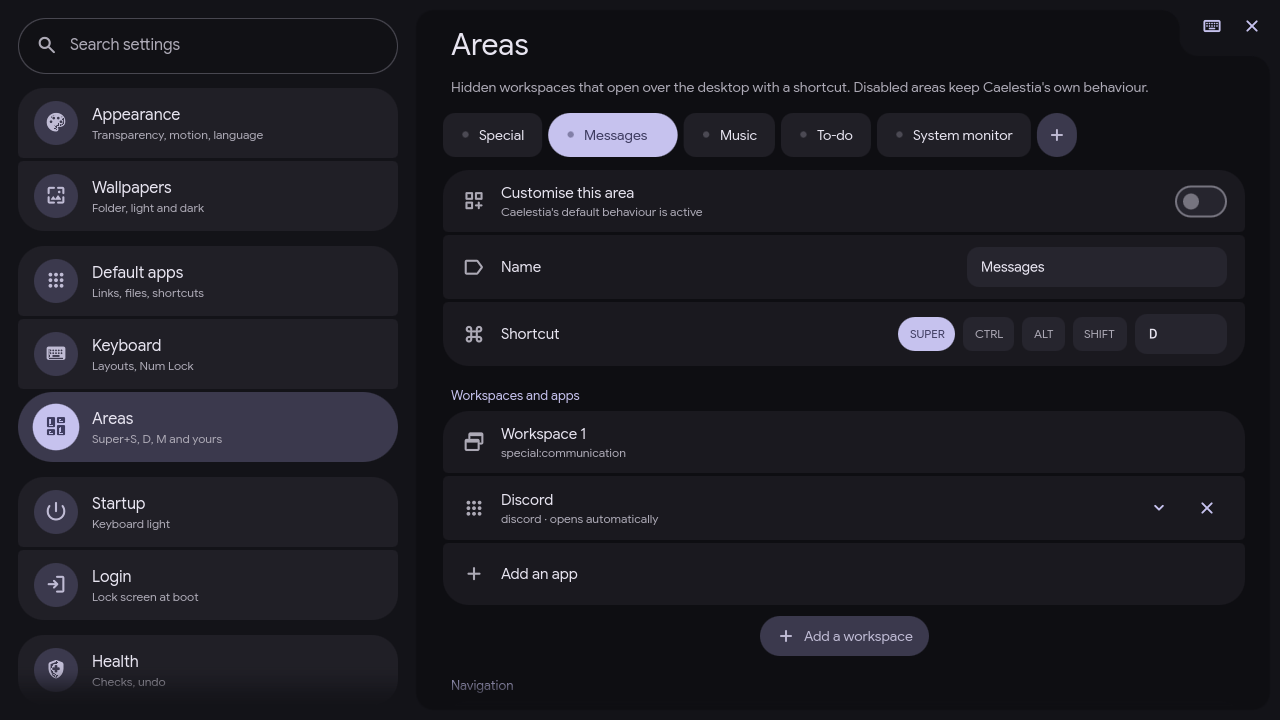 Search settings
Appearance
Transparency, motion, language
Wallpapers
Folder, light and dark
Default apps
Links, files, shortcuts
Keyboard
Layouts, Num Lock
Areas
Super+S, D, M and yours
Startup
Keyboard light
Login
Lock screen at boot
Health
Checks, undo
Areas
Hidden workspaces that open over the desktop with a shortcut. Disabled areas keep Caelestia's own behaviour.
Special Messages Music To-do System monitor
Customise this area
Caelestia's default behaviour is active
Name Messages
Shortcut SUPER CTRL ALT SHIFT D
Workspaces and apps
Workspace 1
special:communication
Discord
discord · opens automatically
Add an app
Add a workspace
Navigation